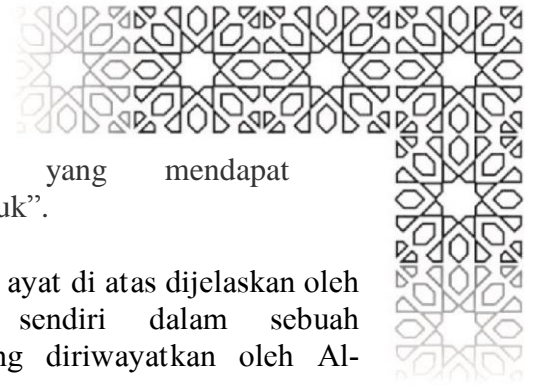 yang mendapat
uk”.
ayat di atas dijelaskan oleh
sendiri dalam sebuah
ng diriwayatkan oleh Al-